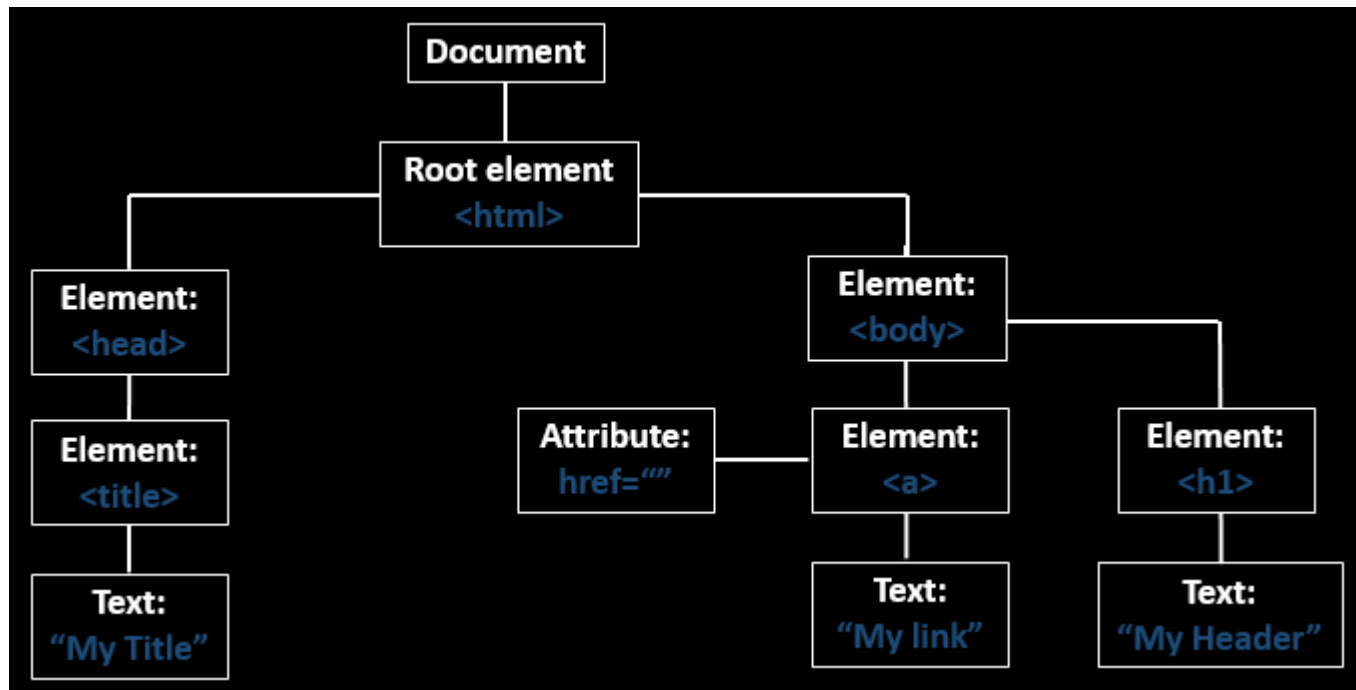 Document
Root element
<html>
Element:
<head>
Element:
<body>
Element:
<title>
Attribute:
href=“”
Element:
<a>
Element:
<h1>
Text:
“My Title”
Text:
“My link”
Text:
“My Header”